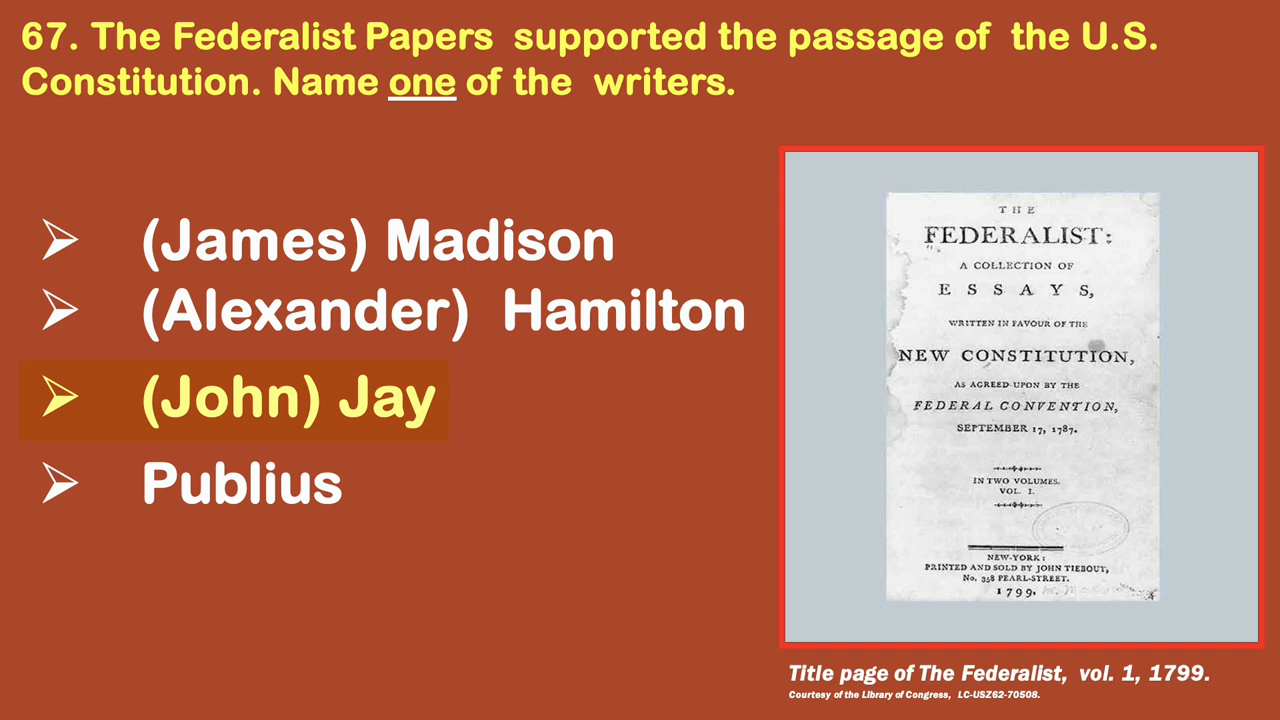 67. The Federalist Papers supported the passage of the U.S.
Constitution. Name one of the writers.
➢ (James) Madison
➢ (Alexander) Hamilton
➢ (John) Jay
➢ Publius
THE
FEDERALIST:
A COLLECTION OF
ESSAYS,
WRITTEN IN FAVOUR OF THE
NEW CONSTITUTION,
AS AGREED UPON BY THE
FEDERAL CONVENTION,
SEPTEMBER 17, 1787.
IN TWO VOLUMES.
VOL. I.
NEW-YORK:
PRINTED AND SOLD BY JOHN TIEBOUT,
No. 358 PEARL-STREET.
1799.
Title page of The Federalist, vol. 1, 1799.
Courtesy of the Library of Congress, LC-USZ62-70508.